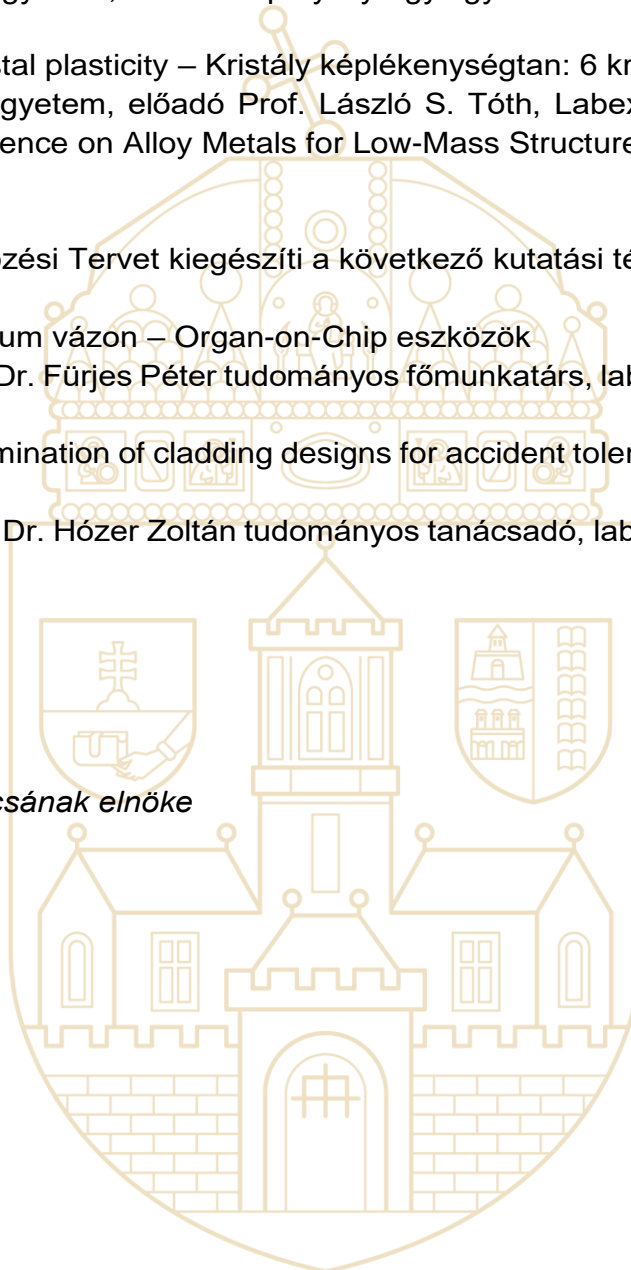 stal plasticity – Kristály képlékenységtan: 6 kr
gyetem, előadó Prof. László S. Tóth, Labex
ence on Alloy Metals for Low-Mass Structure
özési Tervet kiegészíti a következő kutatási té
um vázon – Organ-on-Chip eszközök
Dr. Fürjes Péter tudományos főmunkatárs, lab
mination of cladding designs for accident toler
Dr. Hózer Zoltán tudományos tanácsadó, lab
csának elnöke